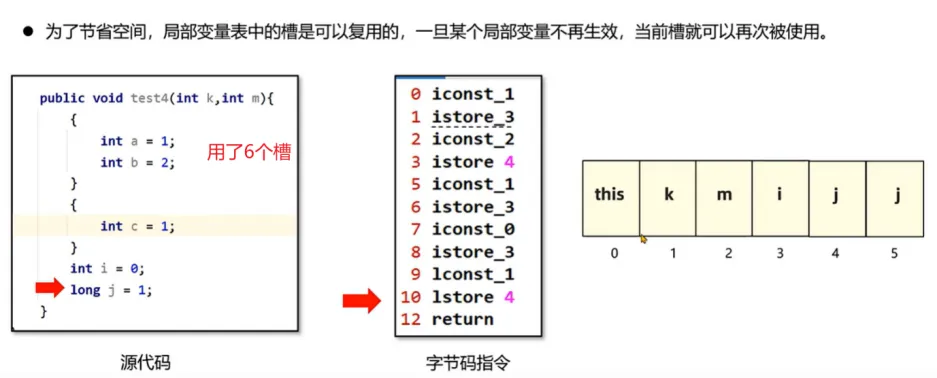 ● 为了节省空间，局部变量表中的槽是可以复用的，一旦某个局部变量不再生效，当前槽就可以再次被使用。
public void test4(int k,int m){
{
int a = 1;
int b = 2;
}
{
int c = 1;
}
int i = 0;
long j = 1;
}
用了6个槽
源代码
0 iconst_1
1 istore_3
2 iconst_2
3 istore 4
5 iconst_1
6 istore_3
7 iconst_0
8 istore_3
9 lconst_1
10 lstore 4
12 return
字节码指令
this k m i j j
0 1 2 3 4 5